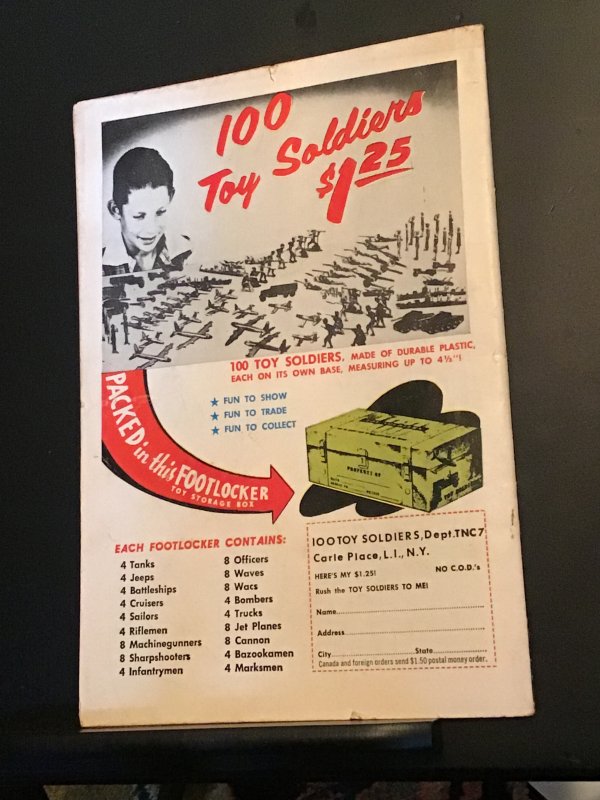 100
Toy Soldiers
$1.25
100 TOY SOLDIERS, MADE OF DURABLE PLASTIC,
EACH ON ITS OWN BASE, MEASURING UP TO 4½"!
★ FUN TO SHOW
★ FUN TO TRADE
★ FUN TO COLLECT
PACKED in this FOOTLOCKER
TOY STORAGE BOX
PROPERTY OF
EACH FOOTLOCKER CONTAINS:
4 Tanks
4 Jeeps
4 Battleships
4 Cruisers
4 Sailors
4 Riflemen
8 Machinegunners
8 Sharpshooters
4 Infantrymen
8 Officers
8 Waves
8 Wacs
4 Bombers
4 Trucks
8 Jet Planes
8 Cannon
4 Bazookamen
4 Marksmen
100 TOY SOLDIERS, Dept. TNC7
Carle Place, L.I., N.Y.
HERE'S MY $1.25! NO C.O.D.'s
Rush the TOY SOLDIERS TO ME!
Name
Address
City State
Canada and foreign orders send $1.50 postal money order.